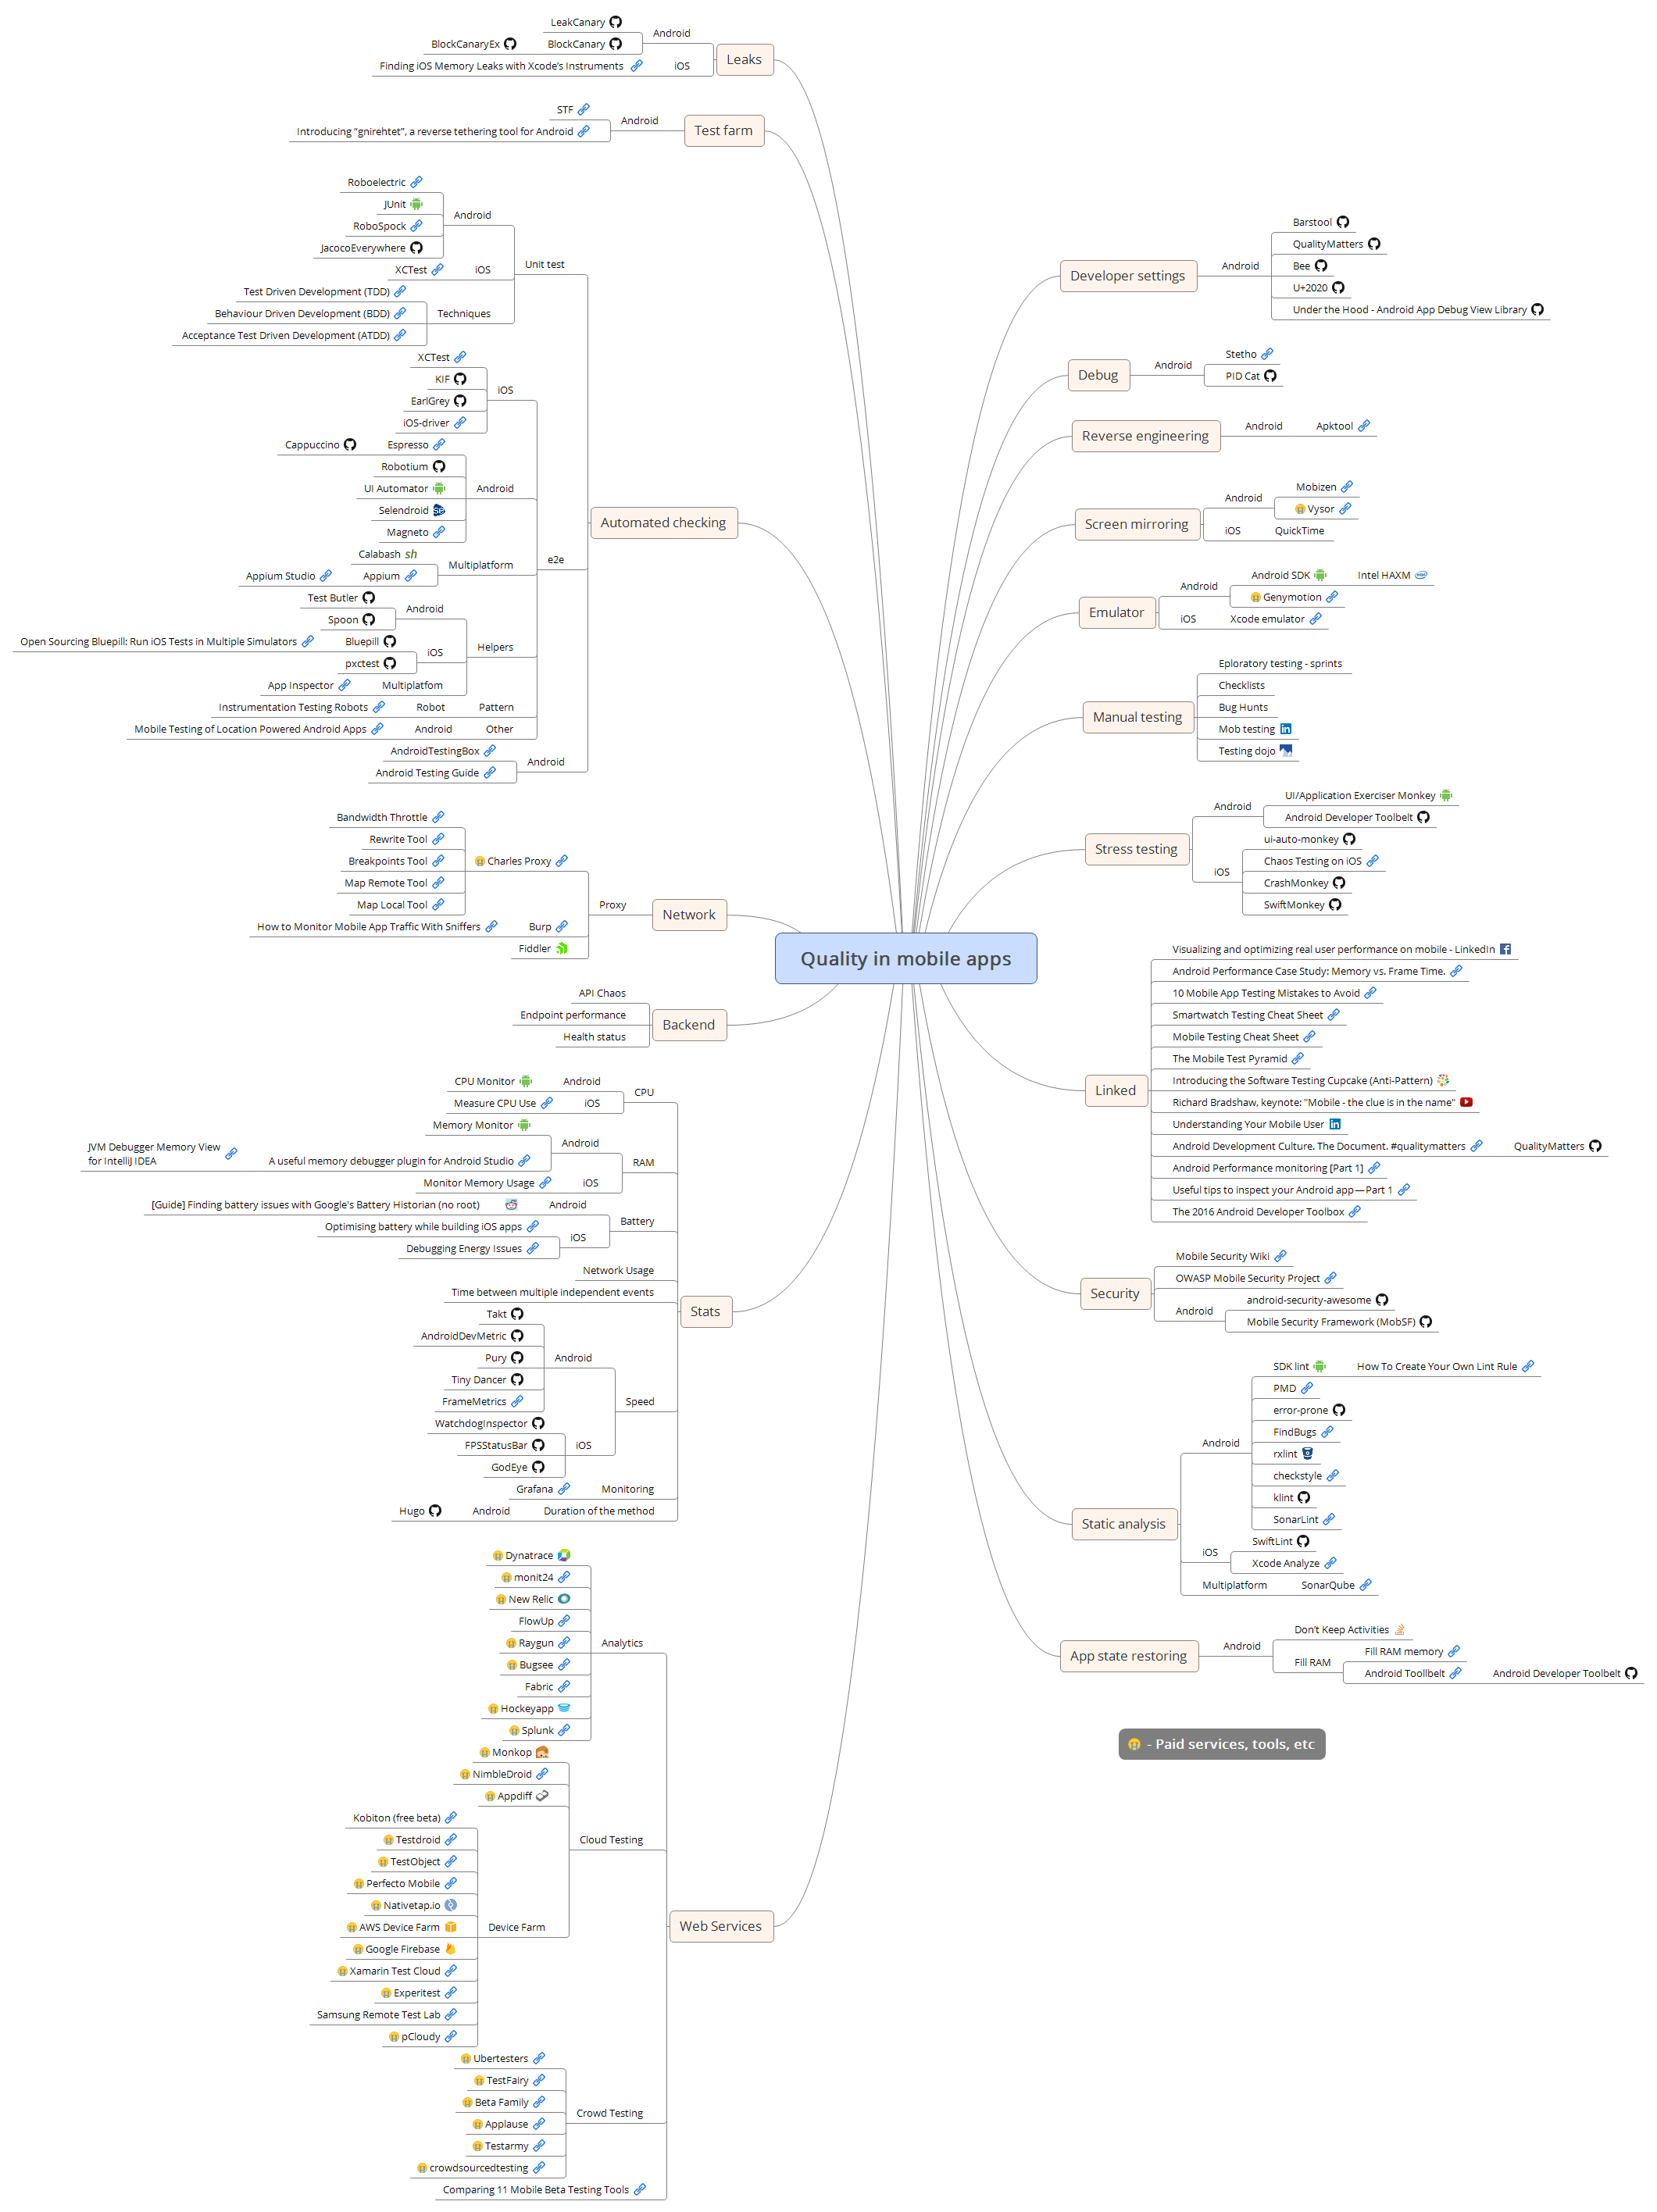 Quality in mobile apps
Leaks
Android
LeakCanary
BlockCanary
BlockCanaryEx
iOS
Finding iOS Memory Leaks with Xcode's Instruments
Test farm
Android
STF
Introducing "gnirehtet", a reverse tethering tool for Android
Automated checking
Unit test
Android
Roboelectric
JUnit
RoboSpock
JacocoEverywhere
iOS
XCTest
Techniques
Test Driven Development (TDD)
Behaviour Driven Development (BDD)
Acceptance Test Driven Development (ATDD)
e2e
iOS
XCTest
KIF
EarlGrey
iOS-driver
Android
Espresso
Cappuccino
Robotium
UI Automator
Selendroid
Magneto
Multiplatform
Calabash
sh
Appium
Appium Studio
Helpers
Android
Test Butler
Spoon
iOS
Bluepill
Open Sourcing Bluepill: Run iOS Tests in Multiple Simulators
pxctest
Multiplatfom
App Inspector
Pattern
Robot
Instrumentation Testing Robots
Other
Android
Mobile Testing of Location Powered Android Apps
Android
AndroidTestingBox
Android Testing Guide
Network
Proxy
Charles Proxy
Bandwidth Throttle
Rewrite Tool
Breakpoints Tool
Map Remote Tool
Map Local Tool
Burp
How to Monitor Mobile App Traffic With Sniffers
Fiddler
Backend
API Chaos
Endpoint performance
Health status
Stats
CPU
Android
CPU Monitor
iOS
Measure CPU Use
RAM
Android
Memory Monitor
A useful memory debugger plugin for Android Studio
JVM Debugger Memory View
for IntelliJ IDEA
iOS
Monitor Memory Usage
Battery
Android
[Guide] Finding battery issues with Google's Battery Historian (no root)
iOS
Optimising battery while building iOS apps
Debugging Energy Issues
Network Usage
Time between multiple independent events
Speed
Android
Takt
AndroidDevMetric
Pury
Tiny Dancer
FrameMetrics
iOS
WatchdogInspector
FPSStatusBar
GodEye
Monitoring
Grafana
Duration of the method
Android
Hugo
Web Services
Analytics
Dynatrace
monit24
New Relic
FlowUp
Raygun
Bugsee
Fabric
Hockeyapp
Splunk
Cloud Testing
Monkop
NimbleDroid
Appdiff
Device Farm
Kobiton (free beta)
Testdroid
TestObject
Perfecto Mobile
Nativetap.io
AWS Device Farm
Google Firebase
Xamarin Test Cloud
Experitest
Samsung Remote Test Lab
pCloudy
Crowd Testing
Ubertesters
TestFairy
Beta Family
Applause
Testarmy
crowdsourcedtesting
Comparing 11 Mobile Beta Testing Tools
Developer settings
Android
Barstool
QualityMatters
Bee
U+2020
Under the Hood - Android App Debug View Library
Debug
Android
Stetho
PID Cat
Reverse engineering
Android
Apktool
Screen mirroring
Android
Mobizen
Vysor
iOS
QuickTime
Emulator
Android
Android SDK
Intel HAXM
Genymotion
iOS
Xcode emulator
Manual testing
Eploratory testing - sprints
Checklists
Bug Hunts
Mob testing
Testing dojo
Stress testing
Android
UI/Application Exerciser Monkey
Android Developer Toolbelt
iOS
ui-auto-monkey
Chaos Testing on iOS
CrashMonkey
SwiftMonkey
Linked
Visualizing and optimizing real user performance on mobile - LinkedIn
Android Performance Case Study: Memory vs. Frame Time.
10 Mobile App Testing Mistakes to Avoid
Smartwatch Testing Cheat Sheet
Mobile Testing Cheat Sheet
The Mobile Test Pyramid
Introducing the Software Testing Cupcake (Anti-Pattern)
Richard Bradshaw, keynote: "Mobile - the clue is in the name"
Understanding Your Mobile User
Android Development Culture. The Document. #qualitymatters
QualityMatters
Android Performance monitoring [Part 1]
Useful tips to inspect your Android app — Part 1
The 2016 Android Developer Toolbox
Security
Mobile Security Wiki
OWASP Mobile Security Project
Android
android-security-awesome
Mobile Security Framework (MobSF)
Static analysis
Android
SDK lint
How To Create Your Own Lint Rule
PMD
error-prone
FindBugs
rxlint
checkstyle
klint
SonarLint
iOS
SwiftLint
Xcode Analyze
Multiplatform
SonarQube
App state restoring
Android
Don't Keep Activities
Fill RAM
Fill RAM memory
Android Toollbelt
Android Developer Toolbelt
- Paid services, tools, etc